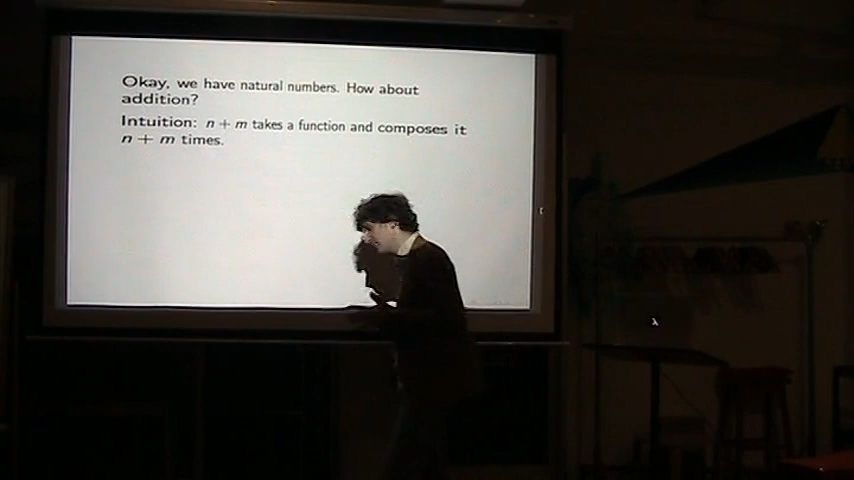 Okay, we have natural numbers. How about
addition?
Intuition: n + m takes a function and composes it
n + m times.
λ